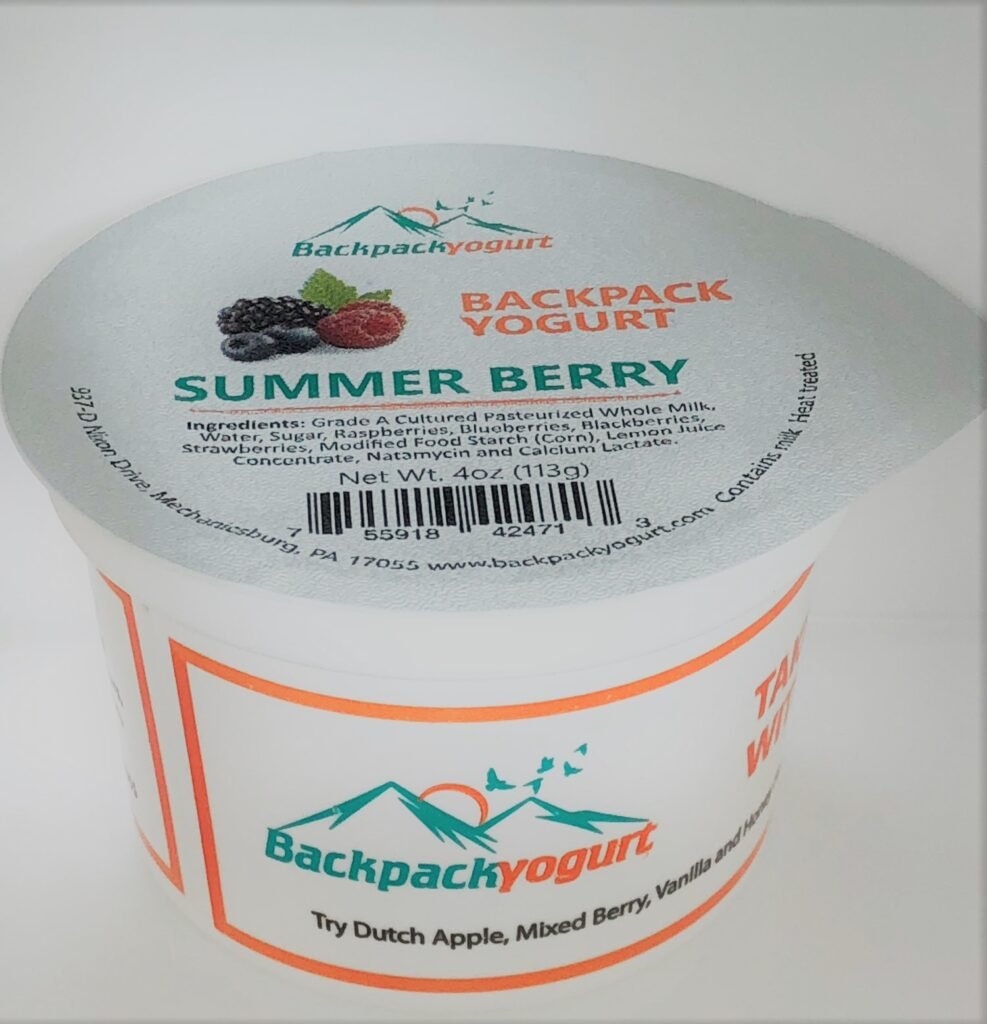 Backpackyogurt
BACKPACK
YOGURT
SUMMER BERRY
Ingredients: Grade A Cultured Pasteurized Whole Milk,
Water, Sugar, Raspberries, Blueberries, Blackberries,
Strawberries, Modified Food Starch (Corn), Lemon Juice
Concentrate, Natamycin and Calcium Lactate.
Net Wt. 4oz (113g)
7 55918 42471 3
937-D Nixon Drive Mechanicsburg, PA 17055 www.backpackyogurt.com Contains milk Heat treated
Backpackyogurt
Try Dutch Apple, Mixed Berry, Vanilla and